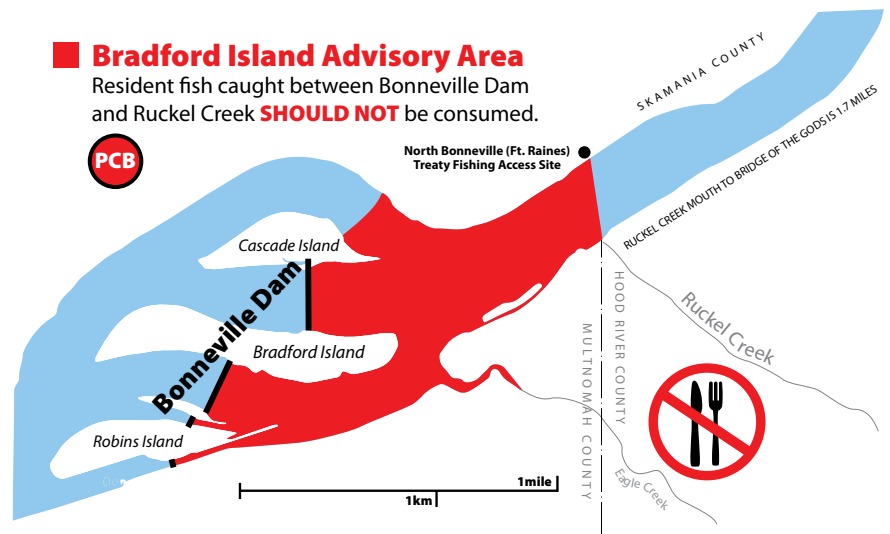 Bradford Island Advisory Area
Resident fish caught between Bonneville Dam
and Ruckel Creek SHOULD NOT be consumed.
PCB
SKAMANIA COUNTY
North Bonneville (Ft. Raines)
Treaty Fishing Access Site
RUCKEL CREEK MOUTH TO BRIDGE OF THE GODS IS 1.7 MILES
Cascade Island
Bonneville Dam
Bradford Island
Robins Island
HOOD RIVER COUNTY
MULTNOMAH COUNTY
Ruckel Creek
Eagle Creek
1mile
1km